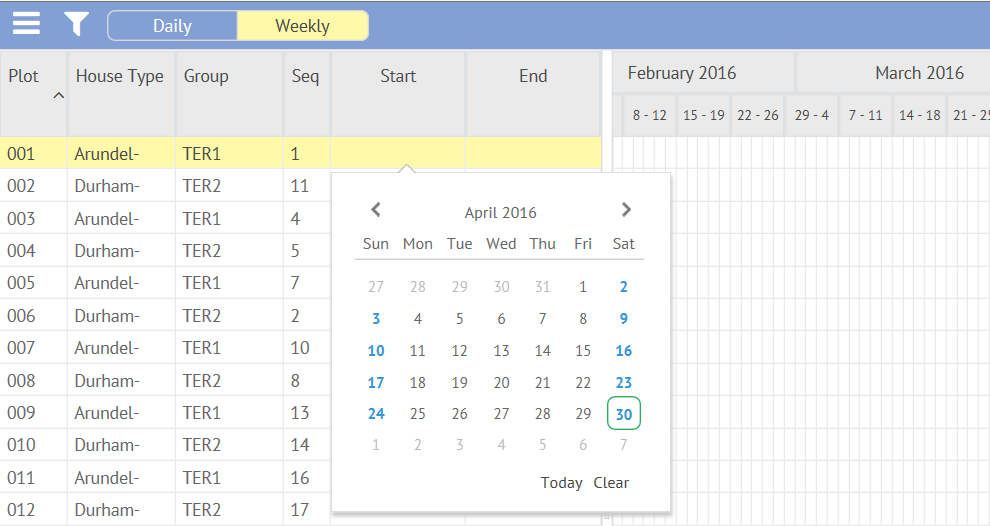 Daily Weekly
Plot House Type Group Seq Start End February 2016 March 2016
8 - 12 15 - 19 22 - 26 29 - 4 7 - 11 14 - 18 21 - 25
001 Arundel- TER1 1
002 Durham- TER2 11
003 Arundel- TER1 4
004 Durham- TER2 5
005 Arundel- TER1 7
006 Durham- TER2 2
007 Arundel- TER1 10
008 Durham- TER2 8
009 Arundel- TER1 13
010 Durham- TER2 14
011 Arundel- TER1 16
012 Durham- TER2 17
April 2016
Sun Mon Tue Wed Thu Fri Sat
27 28 29 30 31 1 2
3 4 5 6 7 8 9
10 11 12 13 14 15 16
17 18 19 20 21 22 23
24 25 26 27 28 29 30
1 2 3 4 5 6 7
Today Clear